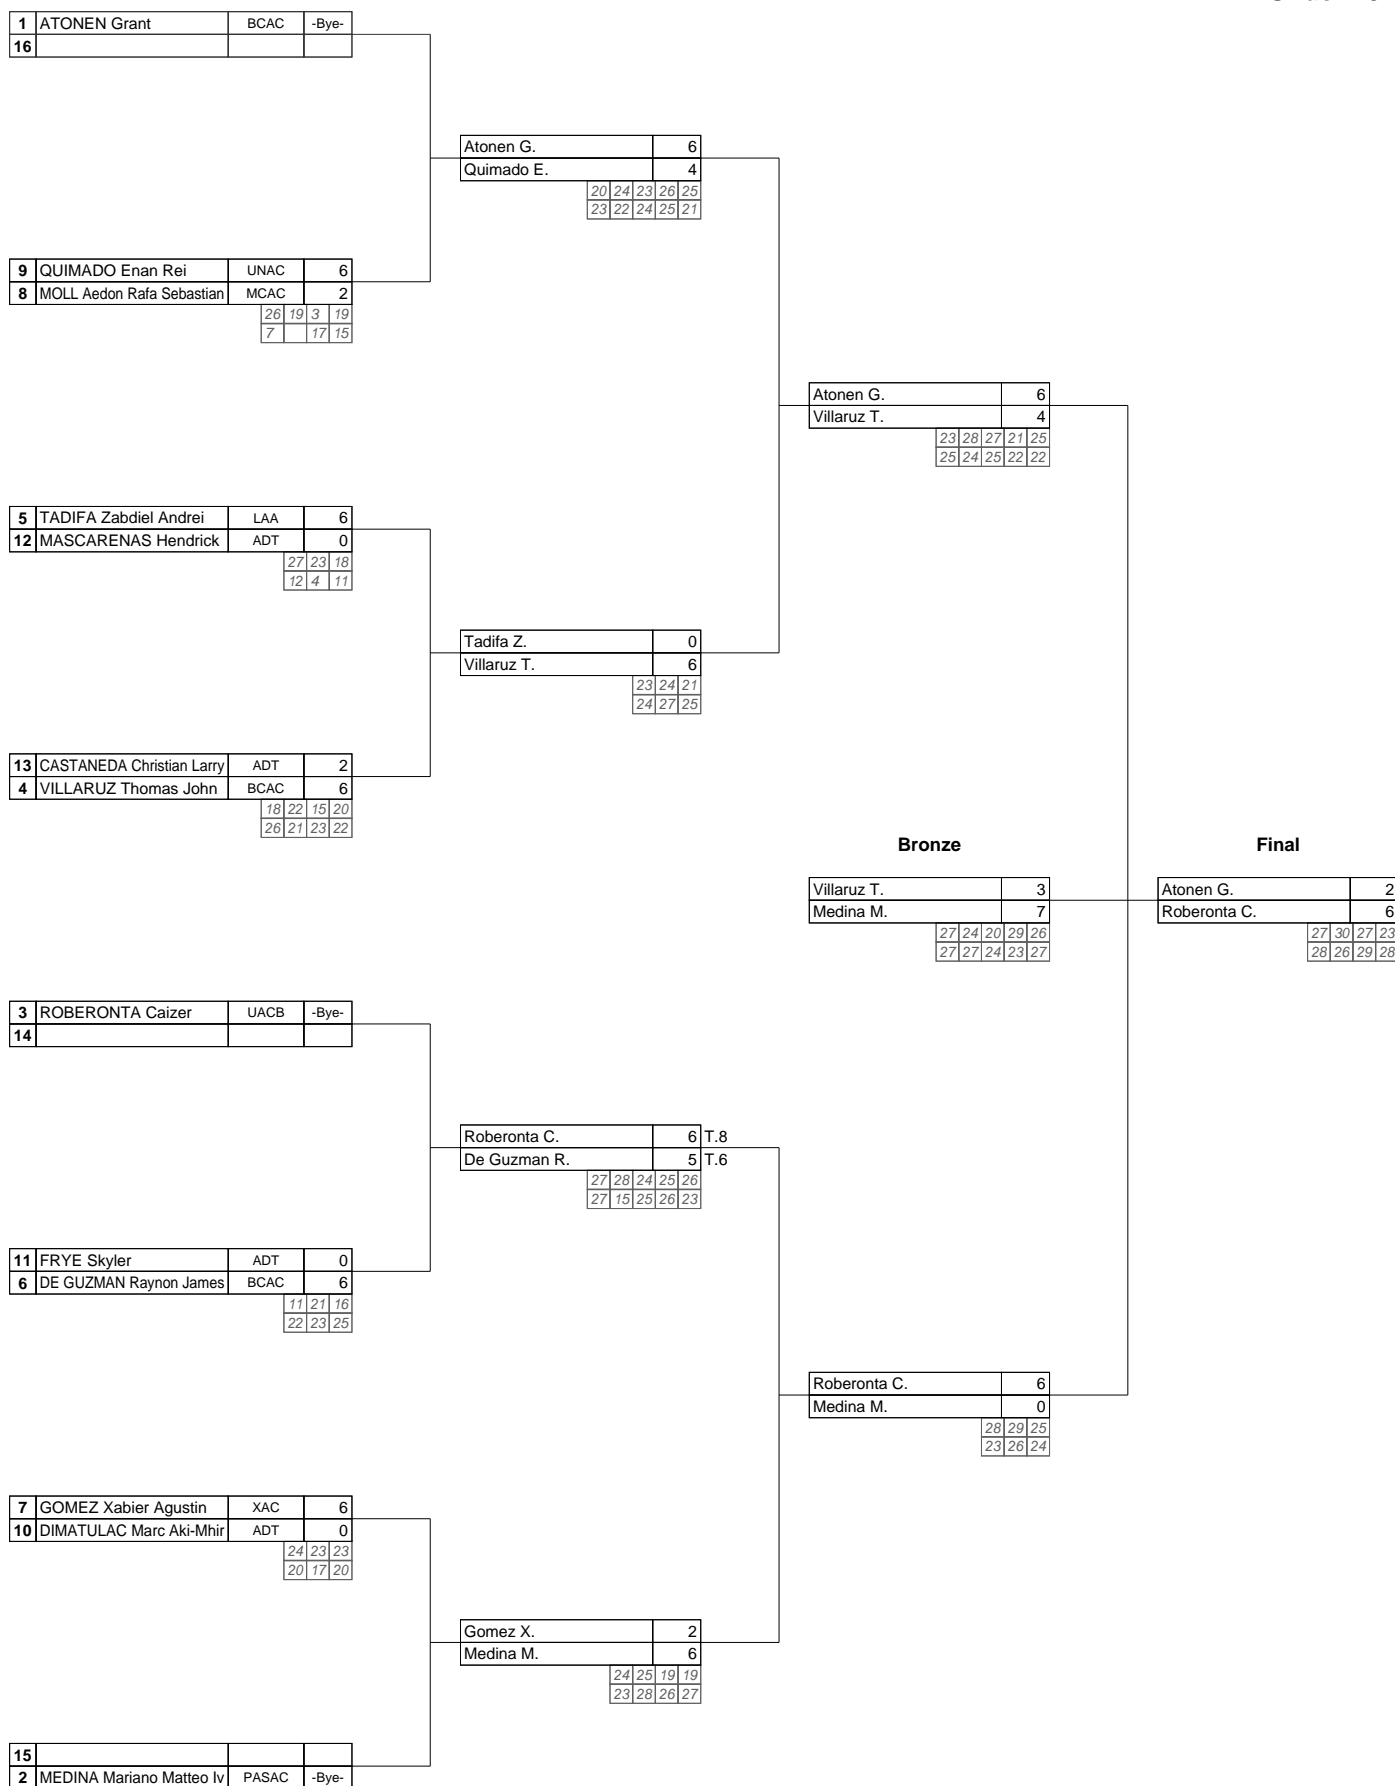 1 ATONEN Grant BCAC -Bye-
16
Atonen G. 6
Quimado E. 4
20 24 23 26 25
23 22 24 25 21
9 QUIMADO Enan Rei UNAC 6
8 MOLL Aedon Rafa Sebastian MCAC 2
26 19 3 19
7 17 15
Atonen G. 6
Villaruz T. 4
23 28 27 21 25
25 24 25 22 22
5 TADIFA Zabdiel Andrei LAA 6
12 MASCARENAS Hendrick ADT 0
27 23 18
12 4 11
Tadifa Z. 0
Villaruz T. 6
23 24 21
24 27 25
13 CASTANEDA Christian Larry ADT 2
4 VILLARUZ Thomas John BCAC 6
18 22 15 20
26 21 23 22
Bronze Final
Villaruz T. 3 Atonen G. 2
Medina M. 7 Roberonta C. 6
27 24 20 29 26 27 30 27 23
27 27 24 23 27 28 26 29 28
3 ROBERONTA Caizer UACB -Bye-
14
Roberonta C. 6 T.8
De Guzman R. 5 T.6
27 28 24 25 26
27 15 25 26 23
11 FRYE Skyler ADT 0
6 DE GUZMAN Raynon James BCAC 6
11 21 16
22 23 25
Roberonta C. 6
Medina M. 0
28 29 25
23 26 24
7 GOMEZ Xabier Agustin XAC 6
10 DIMATULAC Marc Aki-Mhir ADT 0
24 23 23
20 17 20
Gomez X. 2
Medina M. 6
24 25 19 19
23 28 26 27
15
2 MEDINA Mariano Matteo Iv PASAC -Bye-